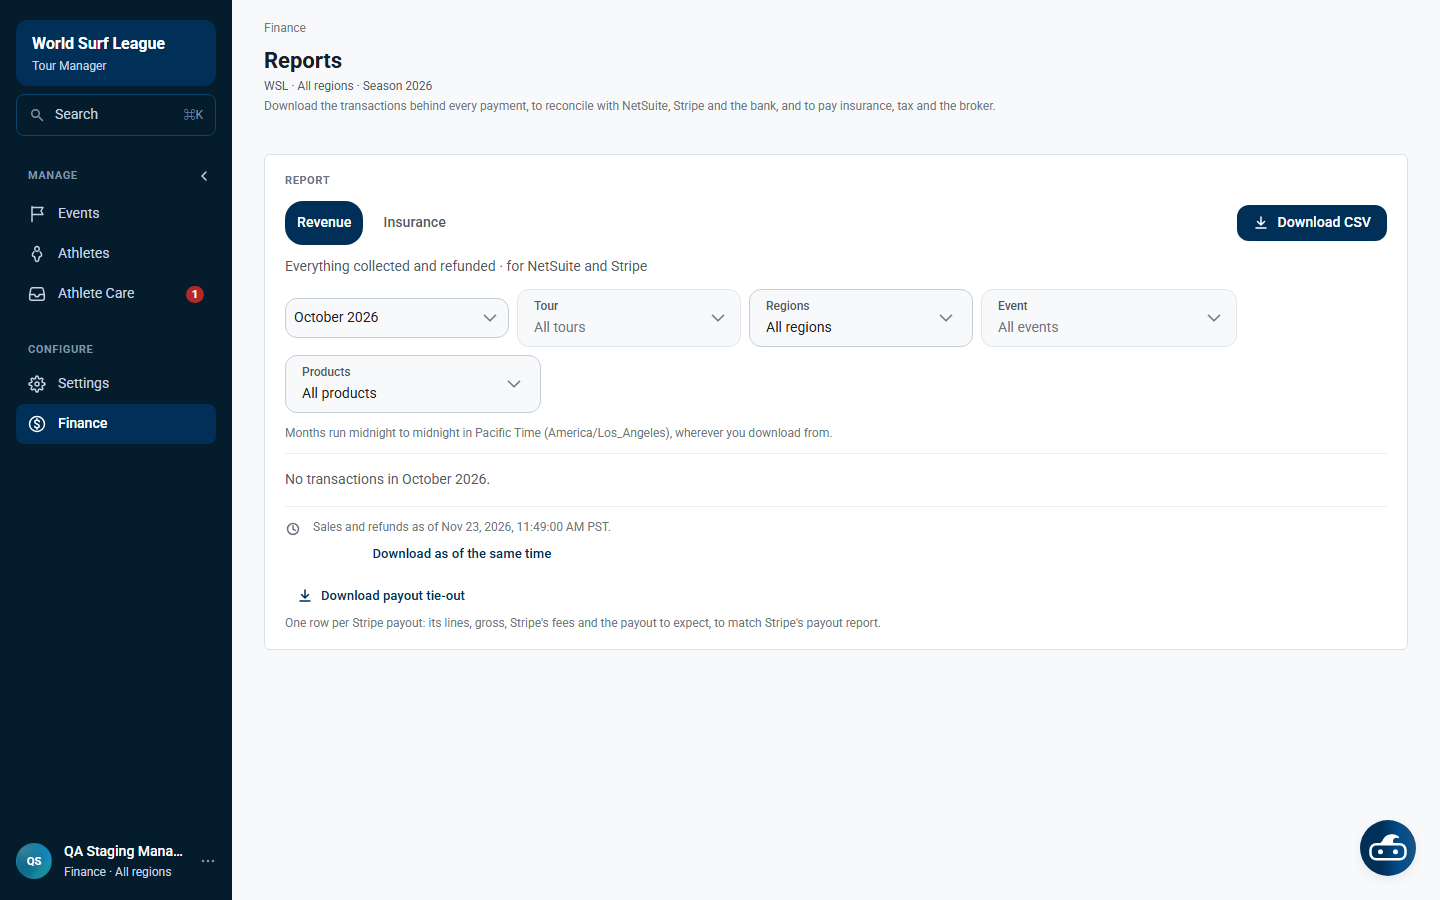 World Surf League
Tour Manager
Search ⌘K
MANAGE
Events
Athletes
Athlete Care 1
CONFIGURE
Settings
Finance
QS
QA Staging Mana...
Finance · All regions
Finance
Reports
WSL · All regions · Season 2026
Download the transactions behind every payment, to reconcile with NetSuite, Stripe and the bank, and to pay insurance, tax and the broker.
REPORT
Revenue Insurance Download CSV
Everything collected and refunded · for NetSuite and Stripe
October 2026
Tour
All tours
Regions
All regions
Event
All events
Products
All products
Months run midnight to midnight in Pacific Time (America/Los_Angeles), wherever you download from.
No transactions in October 2026.
Sales and refunds as of Nov 23, 2026, 11:49:00 AM PST.
Download as of the same time
Download payout tie-out
One row per Stripe payout: its lines, gross, Stripe's fees and the payout to expect, to match Stripe's payout report.